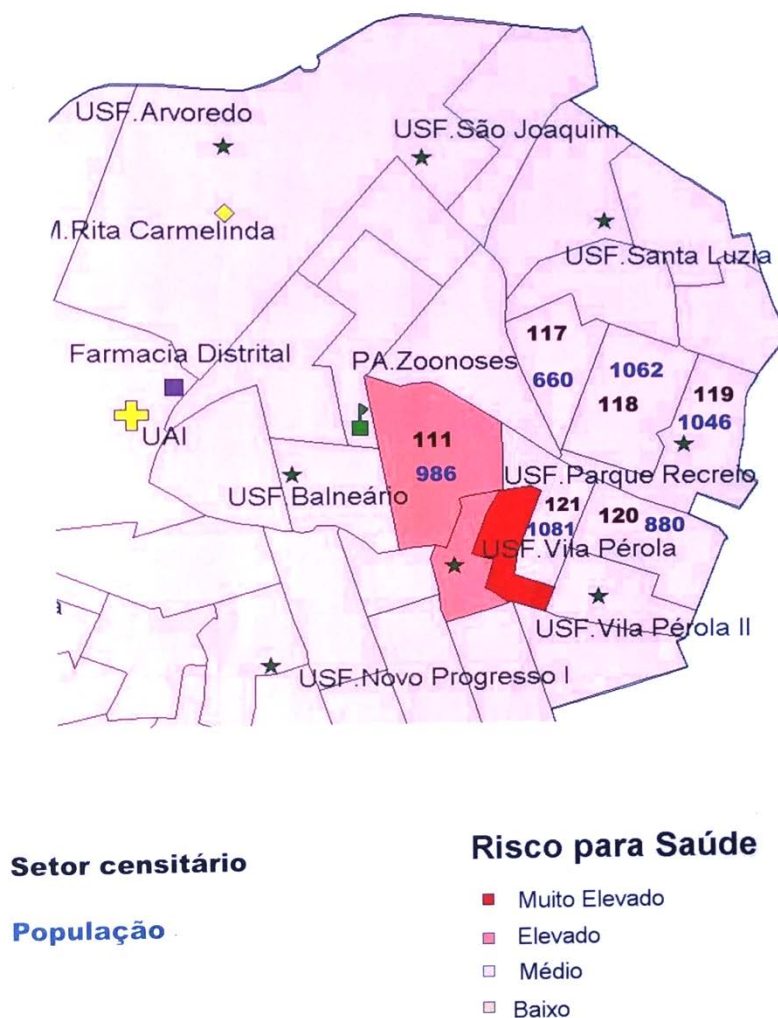 USF.Arvoredo
USF.São Joaquim
M.Rita Carmelinda
USF.Santa Luzia
117
Farmacia Distrital
PA.Zoonoses
660
1062
119
118
1046
UAI
111
986
USF.Parque Recreio
USF Balneário
121
120
880
1081
USF.Vila Pérola
USF.Vila Pérola II
USF.Novo Progresso I
Setor censitário
População
Risco para Saúde
Muito Elevado
Elevado
Médio
Baixo